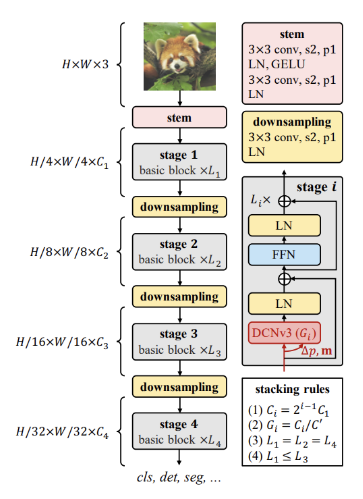 H×W×3
stem
H/4×W/4×C₁
stage 1
basic block ×L₁
downsampling
H/8×W/8×C₂
stage 2
basic block ×L₂
downsampling
H/16×W/16×C₃
stage 3
basic block ×L₃
downsampling
H/32×W/32×C₄
stage 4
basic block ×L₄
cls, det, seg, ...
stem
3×3 conv, s2, p1
LN, GELU
3×3 conv, s2, p1
LN
downsampling
3×3 conv, s2, p1
LN
stage i
Lᵢ×
LN
FFN
LN
DCNv3 (Gᵢ)
Δp, m
stacking rules
(1) Cᵢ = 2ⁱ⁻¹C₁
(2) Gᵢ = Cᵢ/C′
(3) L₁ = L₂ = L₄
(4) L₁ ≤ L₃